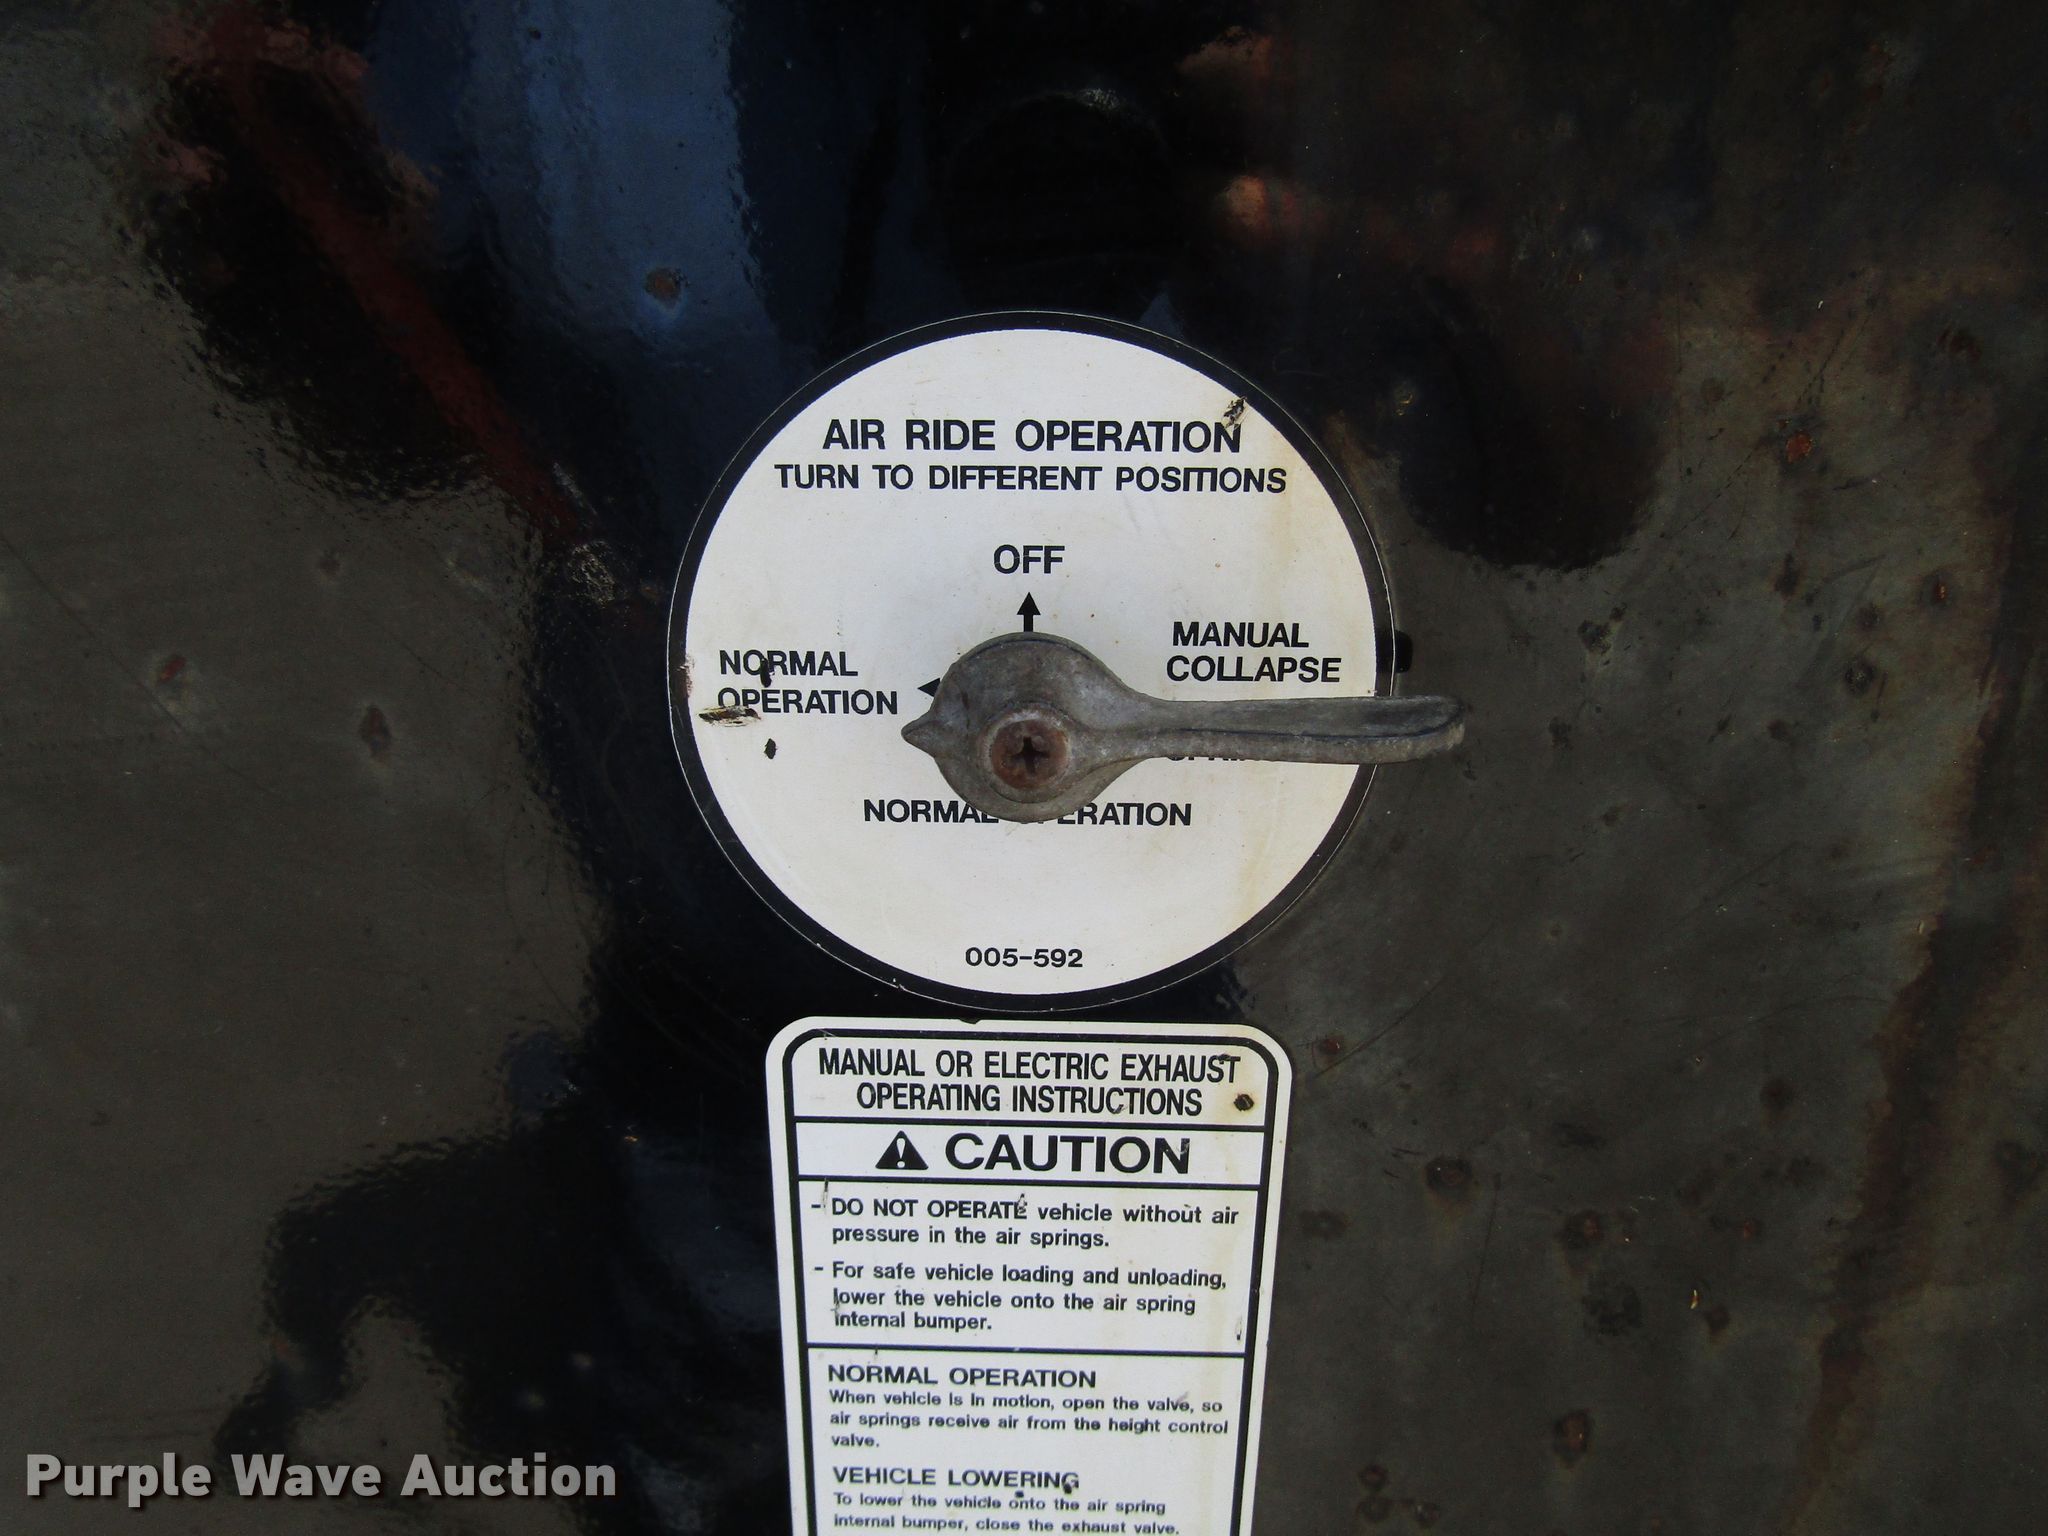 AIR RIDE OPERATION
TURN TO DIFFERENT POSITIONS
OFF
MANUAL
COLLAPSE
NORMAL
OPERATION
NORMAL OPERATION
005-592
MANUAL OR ELECTRIC EXHAUST
OPERATING INSTRUCTIONS
CAUTION
- DO NOT OPERATE vehicle without air
pressure in the air springs.
- For safe vehicle loading and unloading,
lower the vehicle onto the air spring
internal bumper.
NORMAL OPERATION
When vehicle is in motion, open the valve, so
air springs receive air from the height control
valve.
VEHICLE LOWERING
To lower the vehicle onto the air spring
internal bumper, close the exhaust valve.
Purple Wave Auction